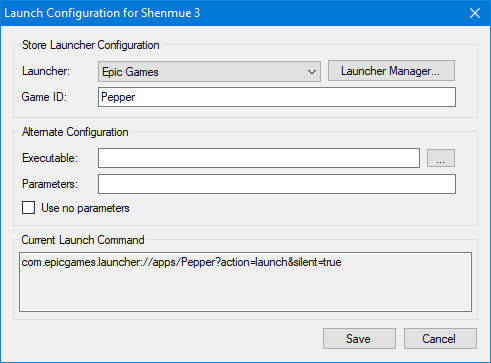 Launch Configuration for Shenmue 3
Store Launcher Configuration
Launcher: Epic Games Launcher Manager...
Game ID: Pepper
Alternate Configuration
Executable: ...
Parameters:
Use no parameters
Current Launch Command
com.epicgames.launcher://apps/Pepper?action=launch&silent=true
Save Cancel